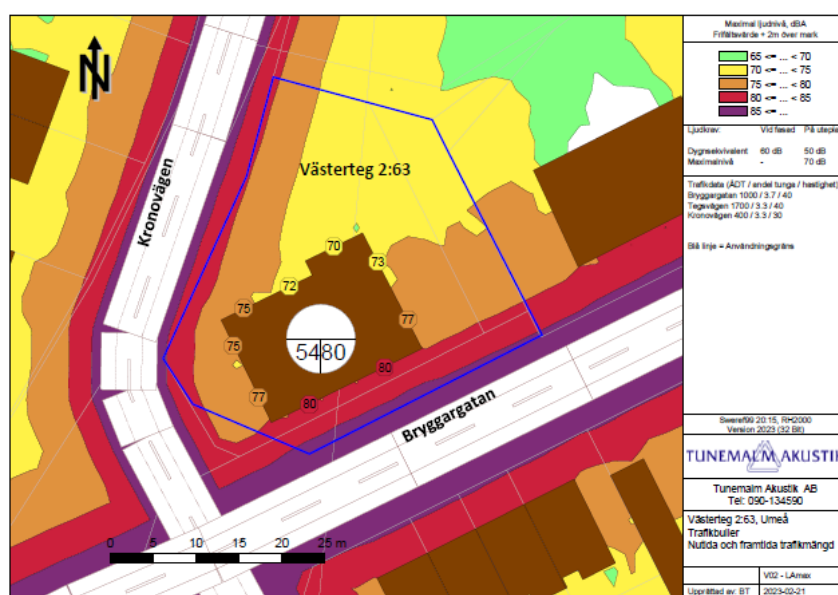 N
Kronovägen
Västerteg 2:63
70
73
72
75
75
77
77
80
80
5480
Bryggargatan
0 5 10 15 20 25 m
Maximal ljudnivå, dBA
Frifältsvärde + 2m över mark
65 <= ... < 70
70 <= ... < 75
75 <= ... < 80
80 <= ... < 85
85 <= ...
Ljudkrav: Vid fasad På uteplats
Dygnsekvivalent 60 dB 50 dB
Maximalnivå - 70 dB
Trafikdata (ÅDT / andel tunga / hastighet)
Bryggargatan 1000 / 3.7 / 40
Tegsvägen 1700 / 3.3 / 40
Kronovägen 400 / 3.3 / 30
Blå linje = Användningsgräns
Sweref99 20:15, RH2000
Version 2023 (32 Bit)
TUNEMALM AKUSTIK
Tunemalm Akustik AB
Tel: 090-134590
Västerteg 2:63, Umeå
Trafikbuller
Nutida och framtida trafikmängd
V02 - LAmax
Upprättad av: BT 2023-02-21